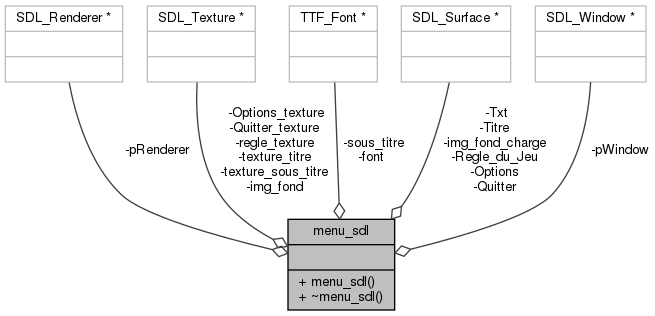 SDL_Renderer *
SDL_Texture *
TTF_Font *
SDL_Surface *
SDL_Window *
-pRenderer
-Options_texture
-Quitter_texture
-regle_texture
-texture_titre
-texture_sous_titre
-img_fond
-sous_titre
-font
-Txt
-Titre
-img_fond_charge
-Regle_du_Jeu
-Options
-Quitter
-pWindow
menu_sdl
+ menu_sdl()
+ ~menu_sdl()